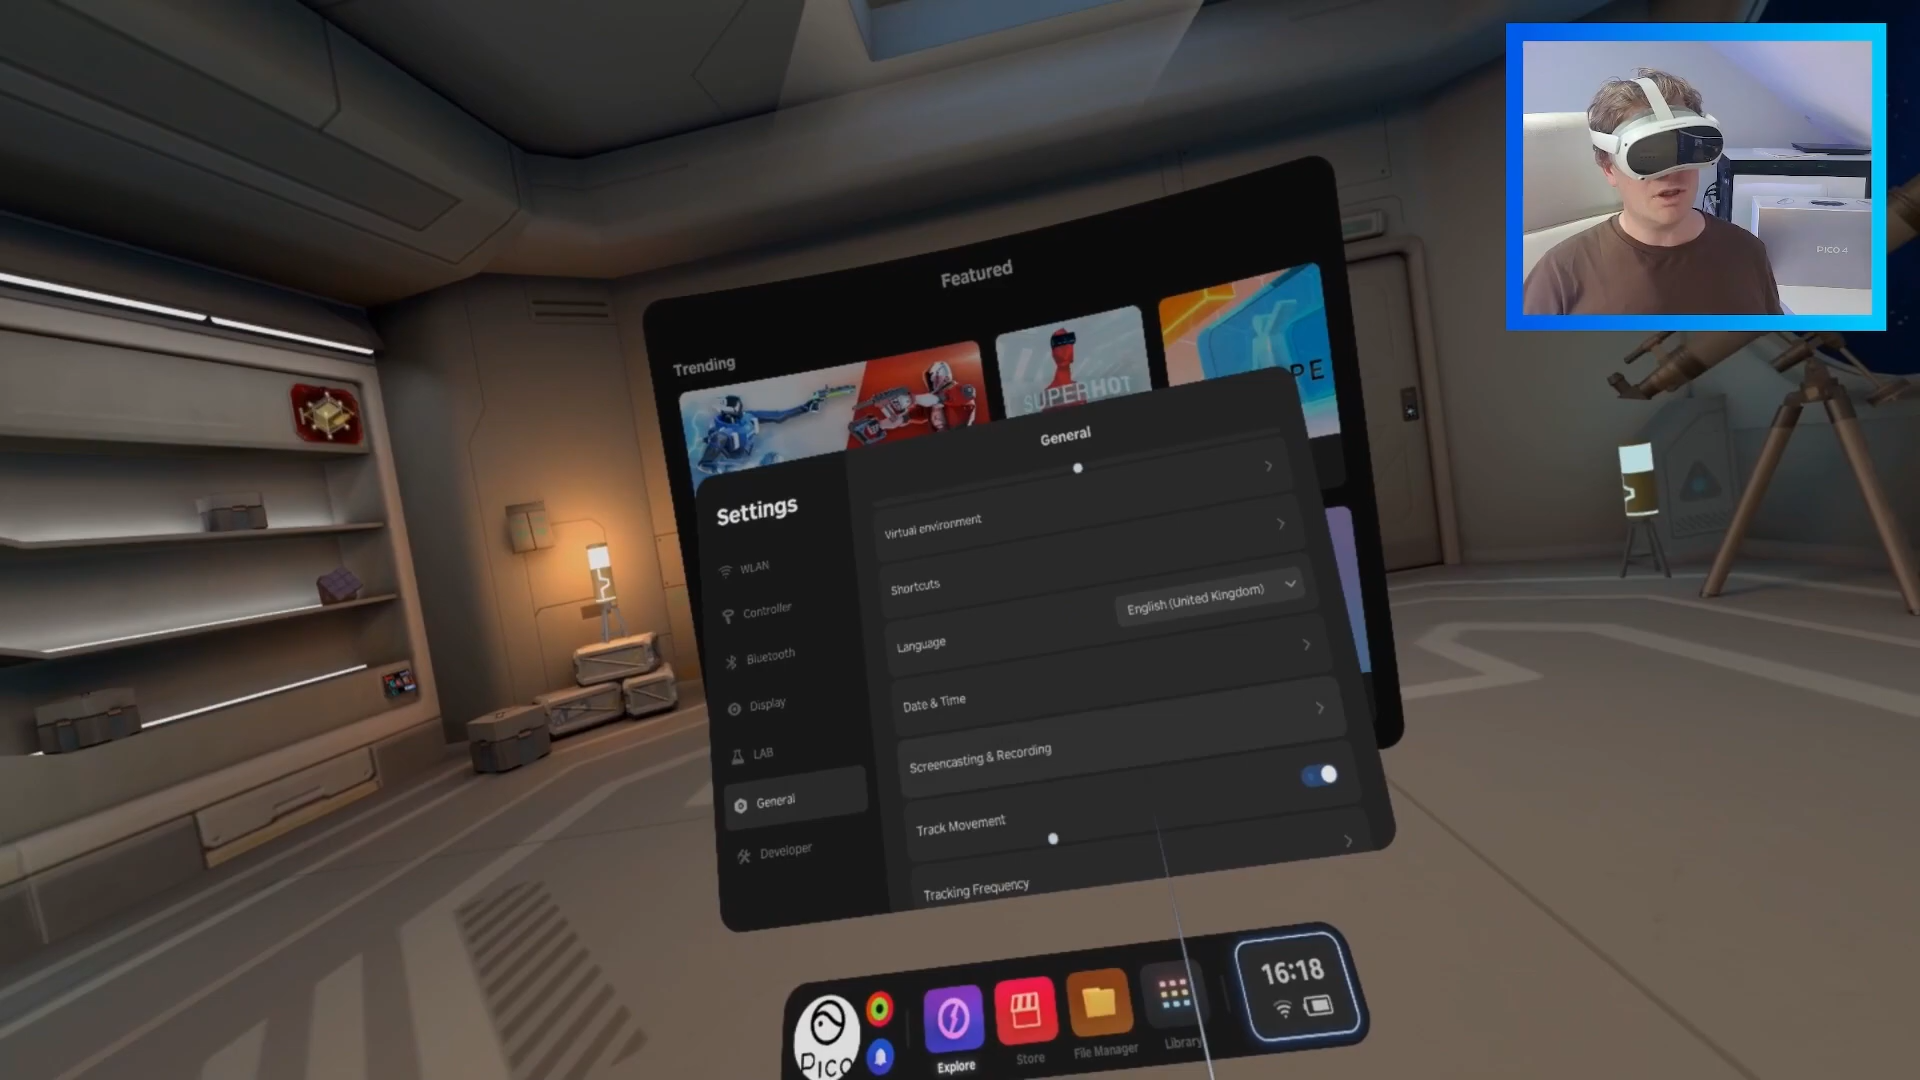 PICO 4
Featured
Trending
SUPERHOT
PE
General
Settings
WLAN
Controller
Bluetooth
Display
LAB
General
Developer
Virtual environment
Shortcuts
Language
English (United Kingdom)
Date & Time
Screencasting & Recording
Track Movement
Tracking Frequency
Pico
Explore
Store
File Manager
Library
16:18